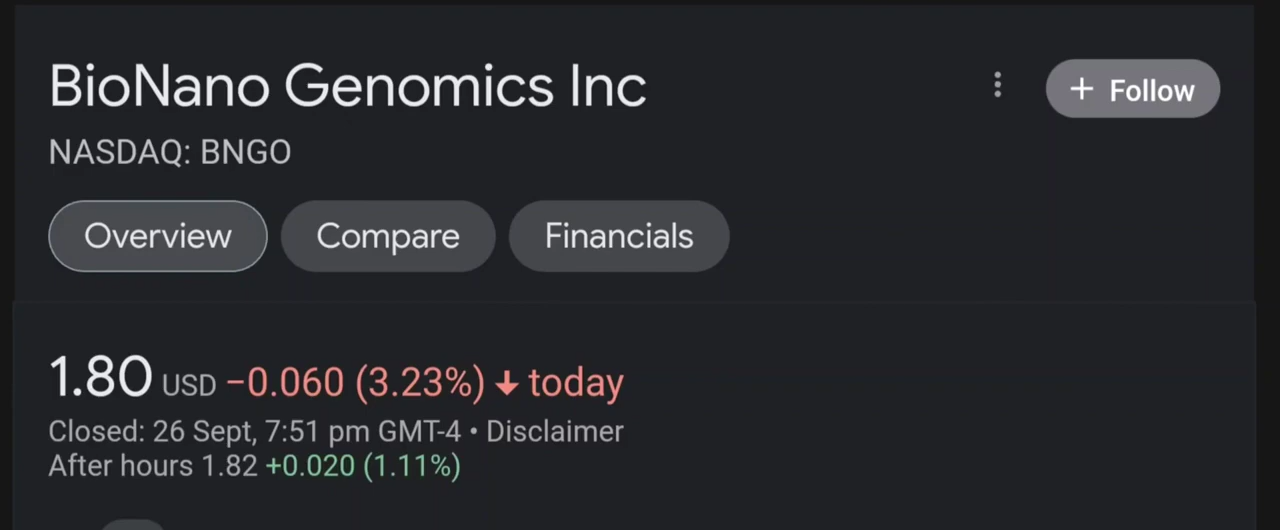 BioNano Genomics Inc
+ Follow
NASDAQ: BNGO
Overview
Compare
Financials
1.80 USD −0.060 (3.23%) ↓ today
Closed: 26 Sept, 7:51 pm GMT-4 • Disclaimer
After hours 1.82 +0.020 (1.11%)